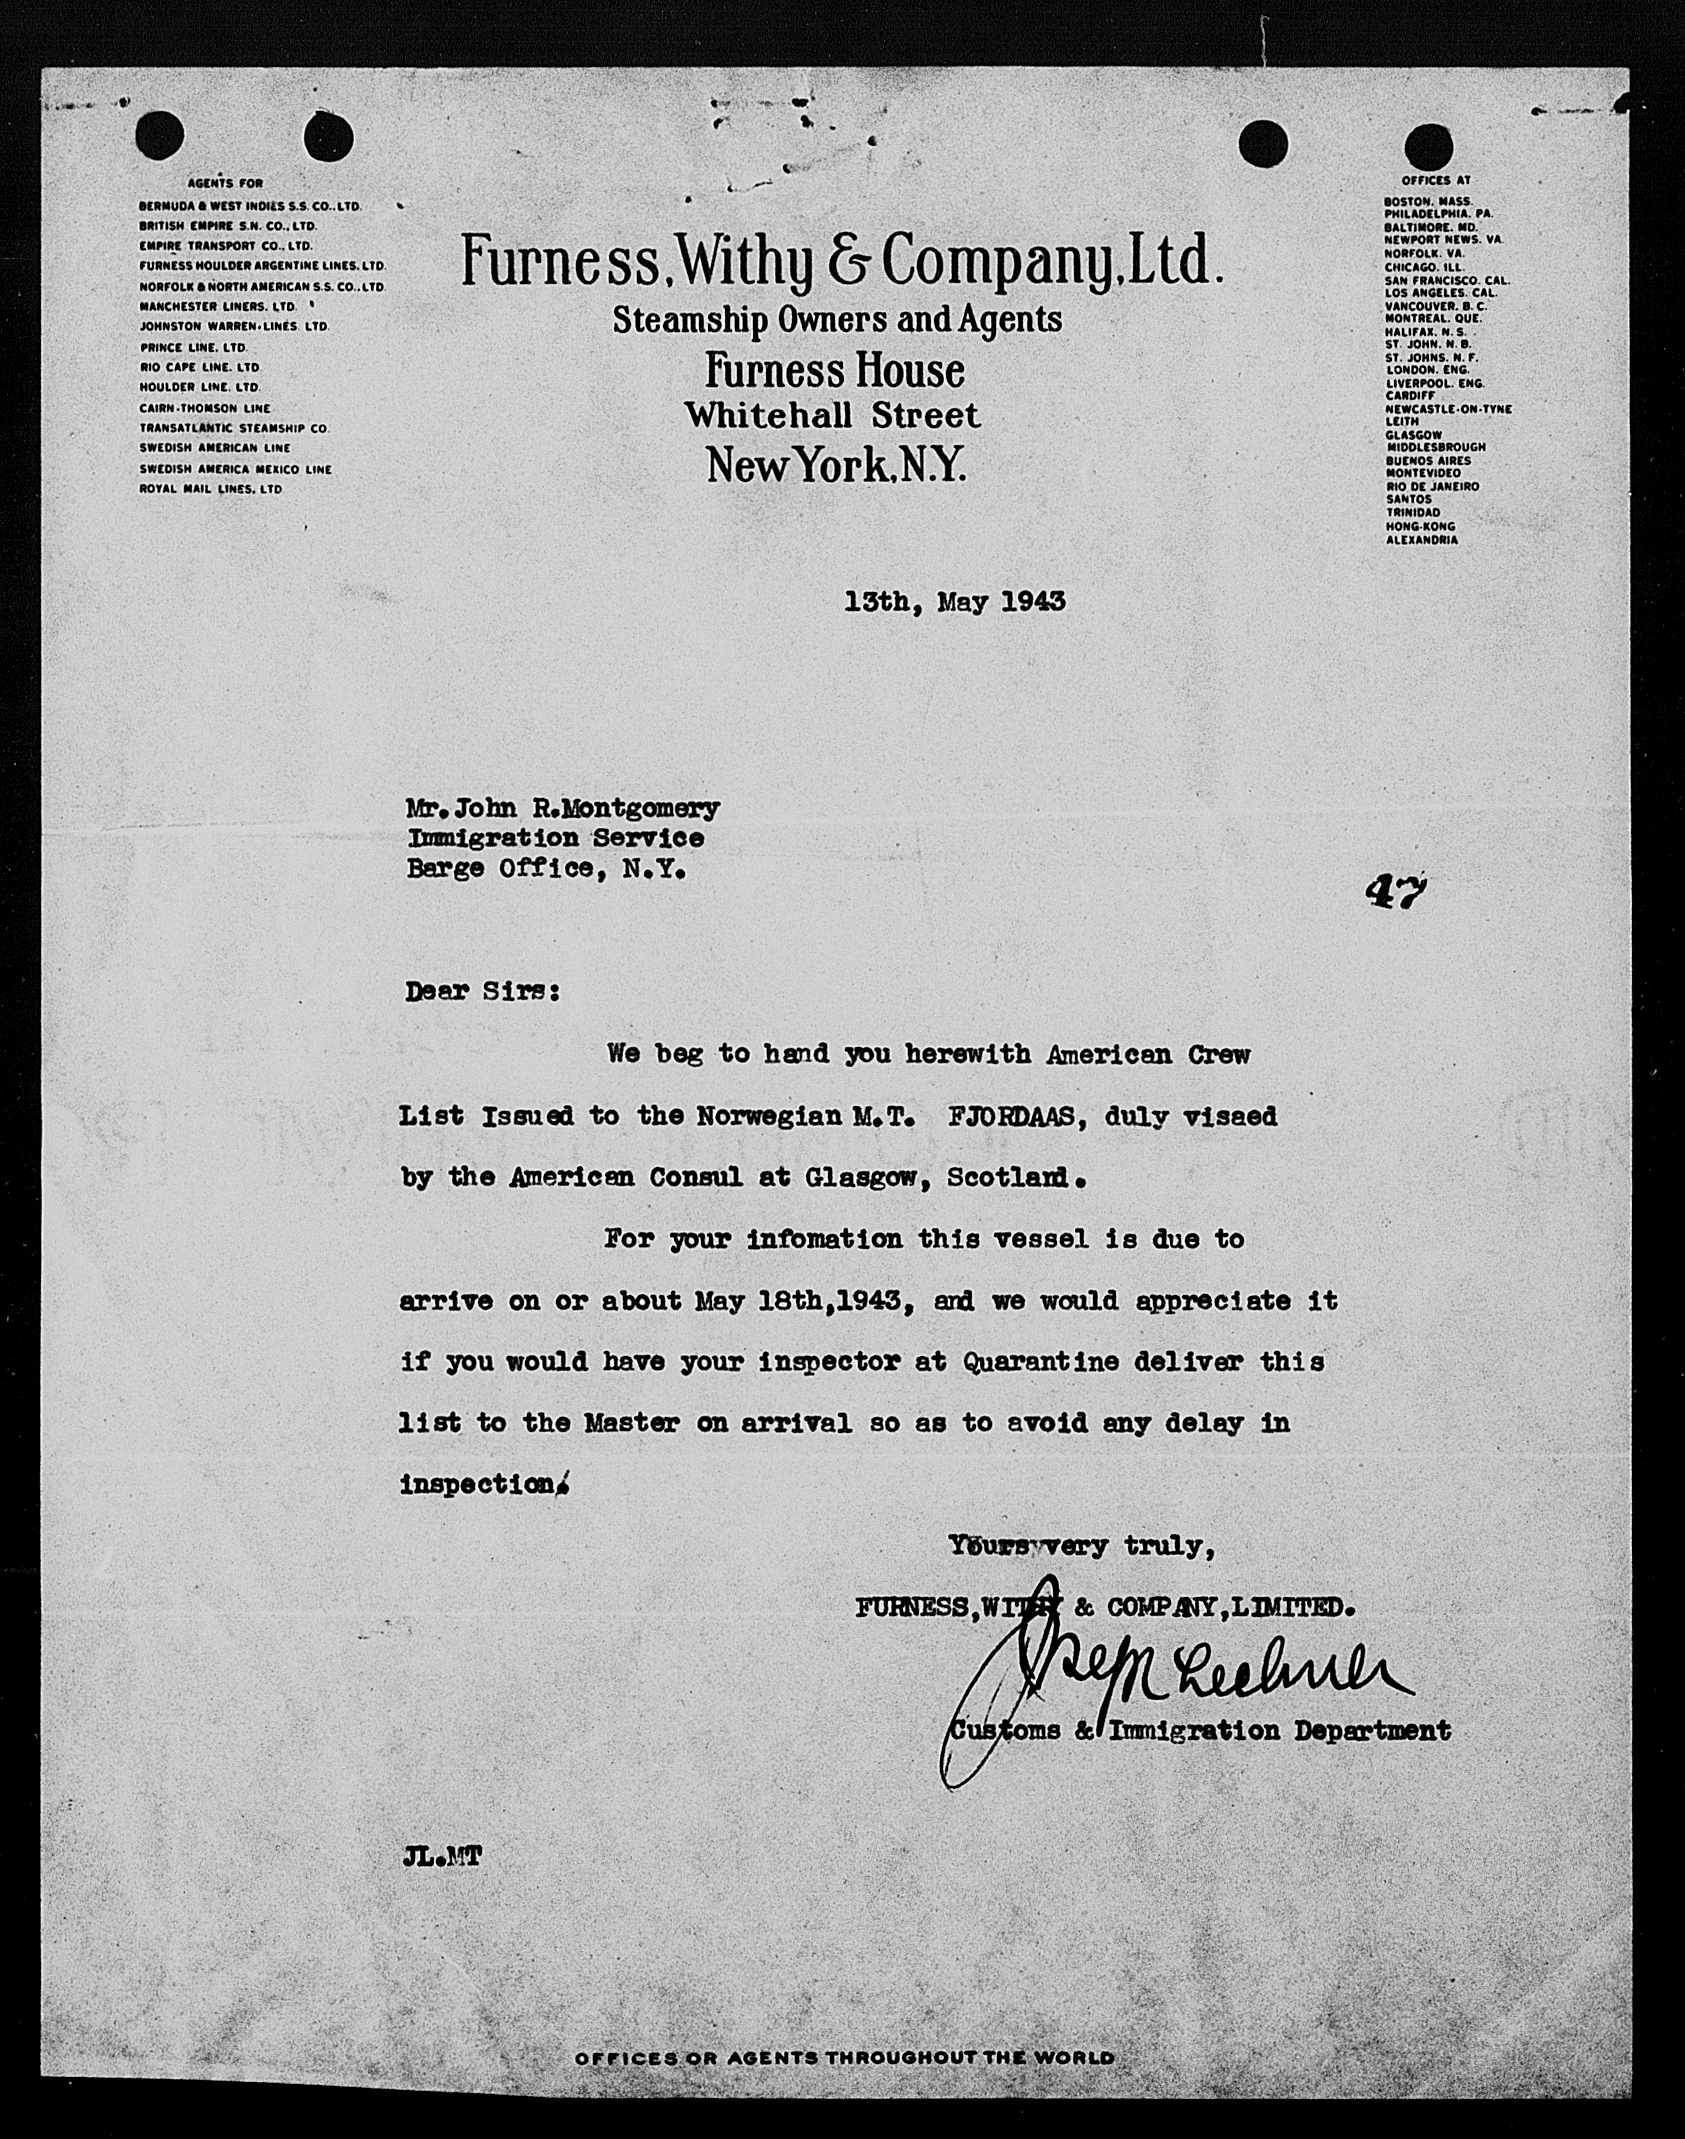 AGENTS FOR
BERMUDA & WEST INDIES S.S. CO., LTD.
BRITISH EMPIRE S.N. CO., LTD.
EMPIRE TRANSPORT CO., LTD.
FURNESS HOULDER ARGENTINE LINES, LTD.
NORFOLK & NORTH AMERICAN S.S. CO., LTD.
MANCHESTER LINERS, LTD.
JOHNSTON WARREN-LINES, LTD.
PRINCE LINE, LTD.
RIO CAPE LINE, LTD.
HOULDER LINE, LTD.
CAIRN-THOMSON LINE
TRANSATLANTIC STEAMSHIP CO.
SWEDISH AMERICAN LINE
SWEDISH AMERICA MEXICO LINE
ROYAL MAIL LINES, LTD
Furness, Withy & Company, Ltd.
Steamship Owners and Agents
Furness House
Whitehall Street
New York, N.Y.
OFFICES AT
BOSTON, MASS.
PHILADELPHIA, PA.
BALTIMORE, MD.
NEWPORT NEWS, VA.
NORFOLK, VA.
CHICAGO, ILL.
SAN FRANCISCO, CAL.
LOS ANGELES, CAL.
VANCOUVER, B. C.
MONTREAL, QUE.
HALIFAX, N. S.
ST. JOHN, N. B.
ST. JOHNS, N. F.
LONDON, ENG.
LIVERPOOL, ENG.
CARDIFF
NEWCASTLE-ON-TYNE
LEITH
GLASGOW
MIDDLESBROUGH
BUENOS AIRES
MONTEVIDEO
RIO DE JANEIRO
SANTOS
TRINIDAD
HONG-KONG
ALEXANDRIA
13th, May 1943
Mr. John R.Montgomery
Immigration Service
Barge Office, N.Y.
47
Dear Sirs:
We beg to hand you herewith American Crew
List Issued to the Norwegian M.T. FJORDAAS, duly visaed
by the American Consul at Glasgow, Scotland.
For your infomation this vessel is due to
arrive on or about May 18th,1943, and we would appreciate it
if you would have your inspector at Quarantine deliver this
list to the Master on arrival so as to avoid any delay in
inspection.
Yours very truly,
FURNESS,WITHY & COMPANY,LIMITED.
Joseph Lechner
Customs & Immigration Department
JL.MT
OFFICES OR AGENTS THROUGHOUT THE WORLD